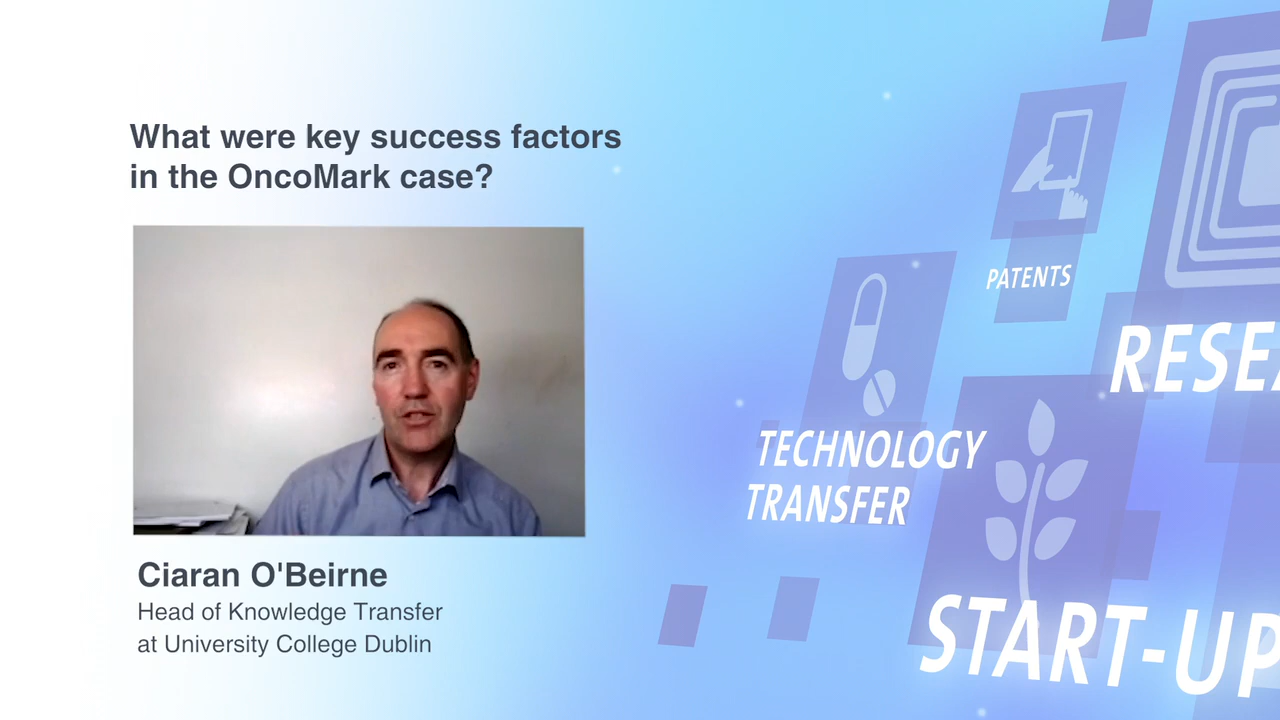 What were key success factors
in the OncoMark case?
Ciaran O'Beirne
Head of Knowledge Transfer
at University College Dublin
PATENTS
RESEA
TECHNOLOGY
TRANSFER
START-UP